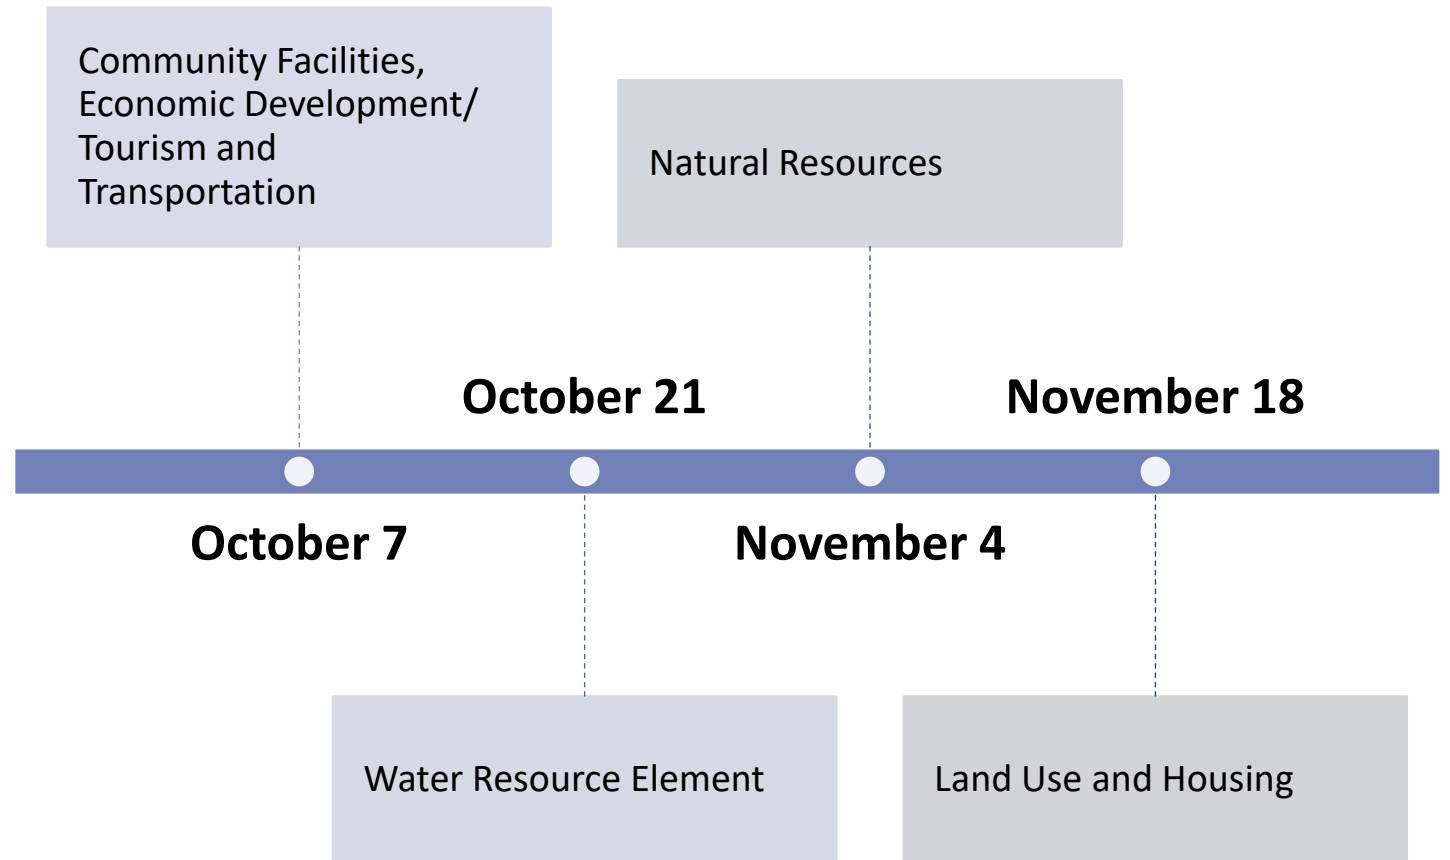 Community Facilities,
Economic Development/
Tourism and
Transportation
Natural Resources
October 21
November 18
October 7
November 4
Water Resource Element
Land Use and Housing